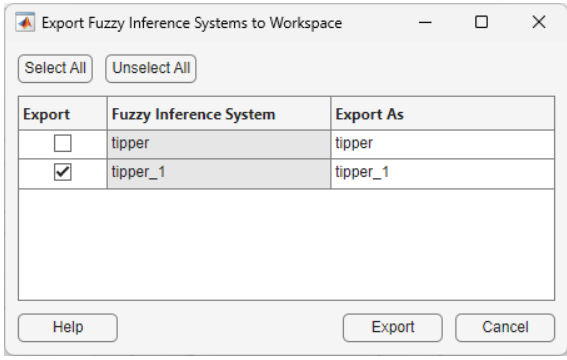 Export Fuzzy Inference Systems to Workspace
Select All Unselect All
Export Fuzzy Inference System Export As
tipper tipper
tipper_1 tipper_1
Help Export Cancel